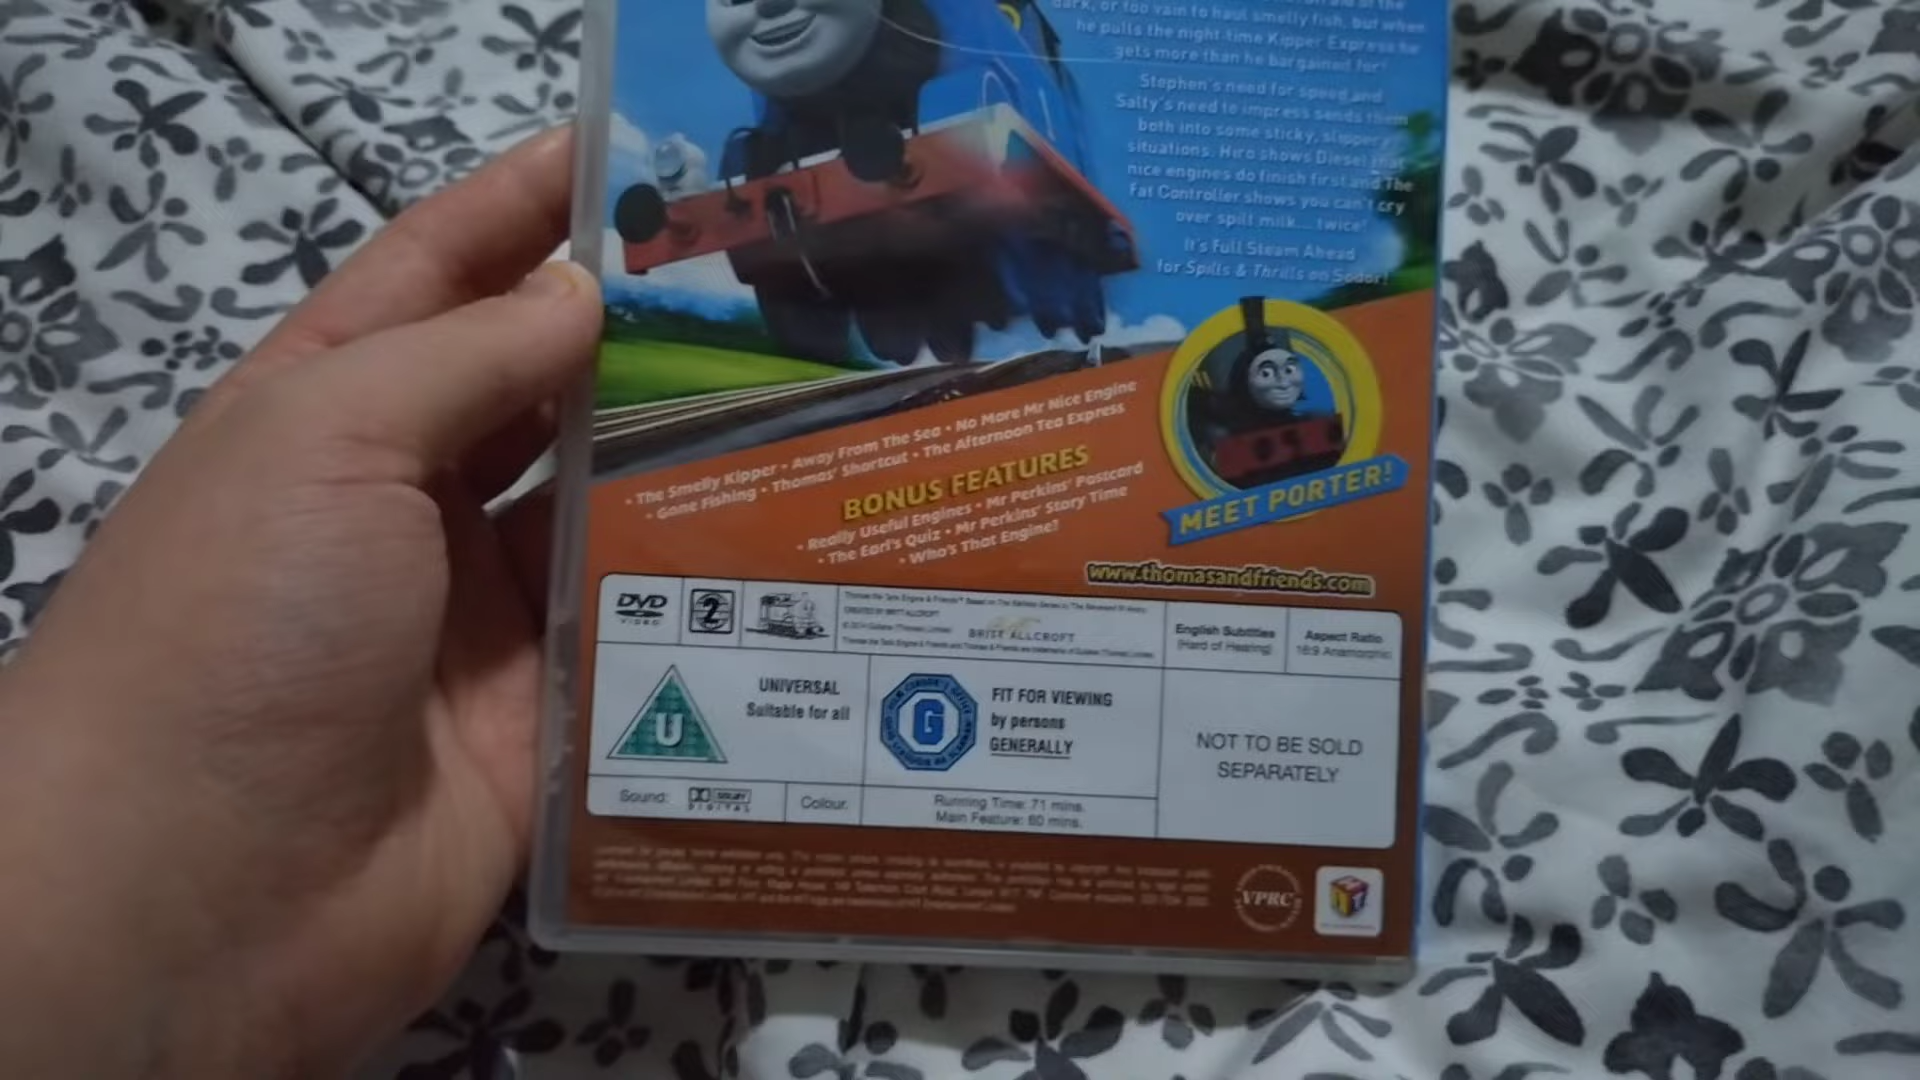 dark, or too vain to haul smelly fish, but when
he pulls the night-time Kipper Express he
gets more than he bargained for!
Stephen's need for speed and
Salty's need to impress sends them
both into some sticky, slippery
situations. Hiro shows Diesel that
nice engines do finish first and The
Fat Controller shows you can't cry
over spilt milk... twice!
It's Full Steam Ahead
for Spills & Thrills on Sodor!
• The Smelly Kipper • Away From The Sea • No More Mr Nice Engine
• Gone Fishing • Thomas' Shortcut • The Afternoon Tea Express
BONUS FEATURES
• Really Useful Engines • Mr Perkins' Postcard
• The Earl's Quiz • Mr Perkins' Story Time
• Who's That Engine?
MEET PORTER!
www.thomasandfriends.com
DVD
VIDEO
2
CREATED BY BRITT ALLCROFT
BRITT ALLCROFT
English Subtitles
(Hard of Hearing)
Aspect Ratio
16:9 Anamorphic
U
UNIVERSAL
Suitable for all
G
FIT FOR VIEWING
by persons
GENERALLY
NOT TO BE SOLD
SEPARATELY
Sound:
DOLBY
DIGITAL
Colour.
Running Time: 71 mins.
Main Feature: 60 mins.
VPRC
HIT